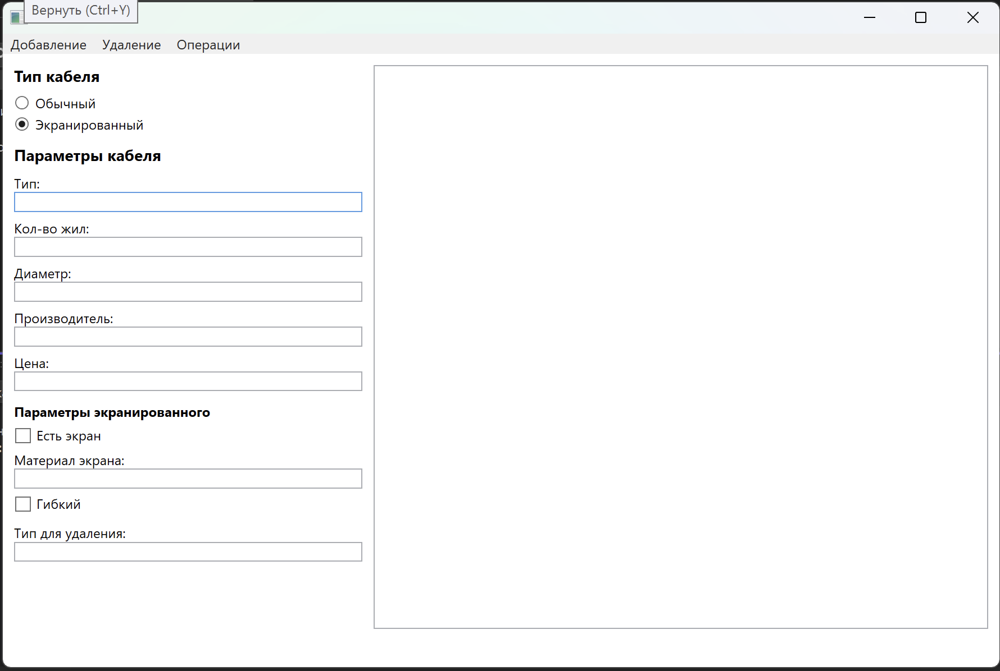 Вернуть (Ctrl+Y)
Добавление Удаление Операции
Тип кабеля
Обычный
Экранированный
Параметры кабеля
Тип:
Кол-во жил:
Диаметр:
Производитель:
Цена:
Параметры экранированного
Есть экран
Материал экрана:
Гибкий
Тип для удаления: